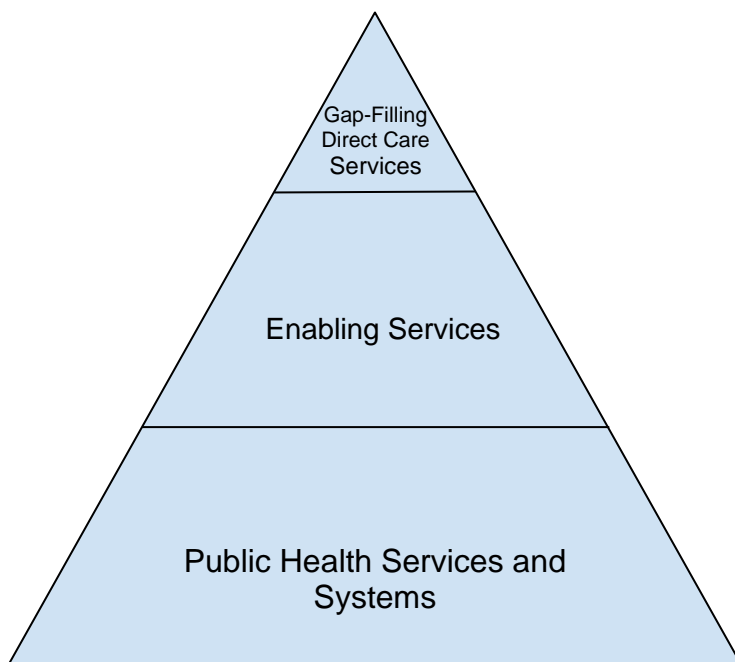 Gap-Filling
Direct Care
Services
Enabling Services
Public Health Services and
Systems